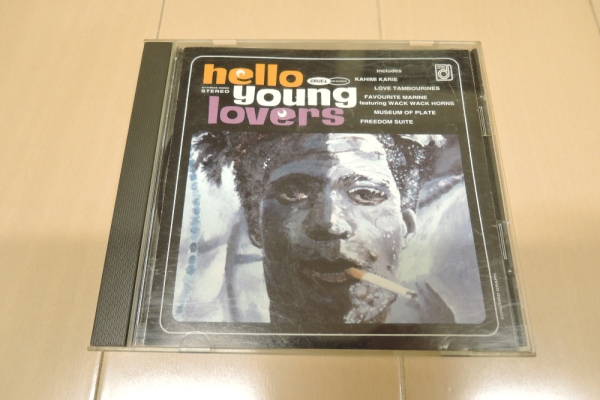 hello
CRUEL
STEREO
young
lovers
includes
KAHIMI KARIE
LOVE TAMBOURINES
FAVOURITE MARINE
featuring WACK WACK HORNS
MUSEUM OF PLATE
FREEDOM SUITE